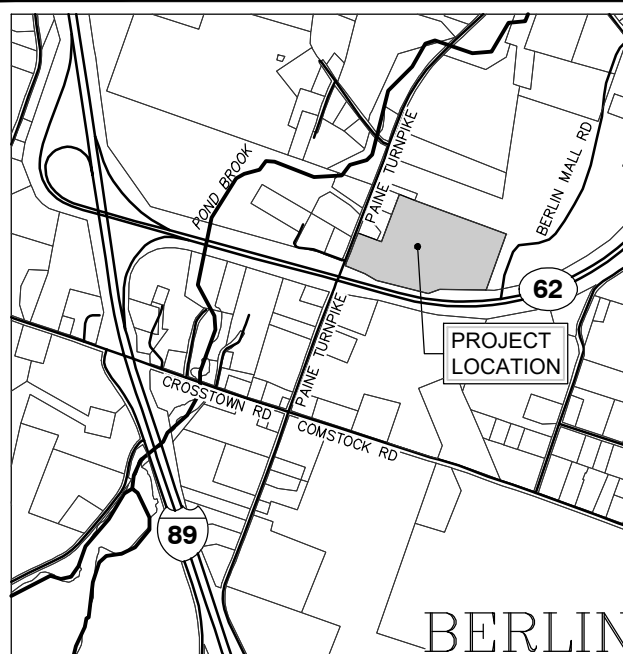 POND BROOK
PAINE TURNPIKE
BERLIN MALL RD
62
PROJECT
LOCATION
PAINE TURNPIKE
CROSSTOWN RD
COMSTOCK RD
89
BERLIN